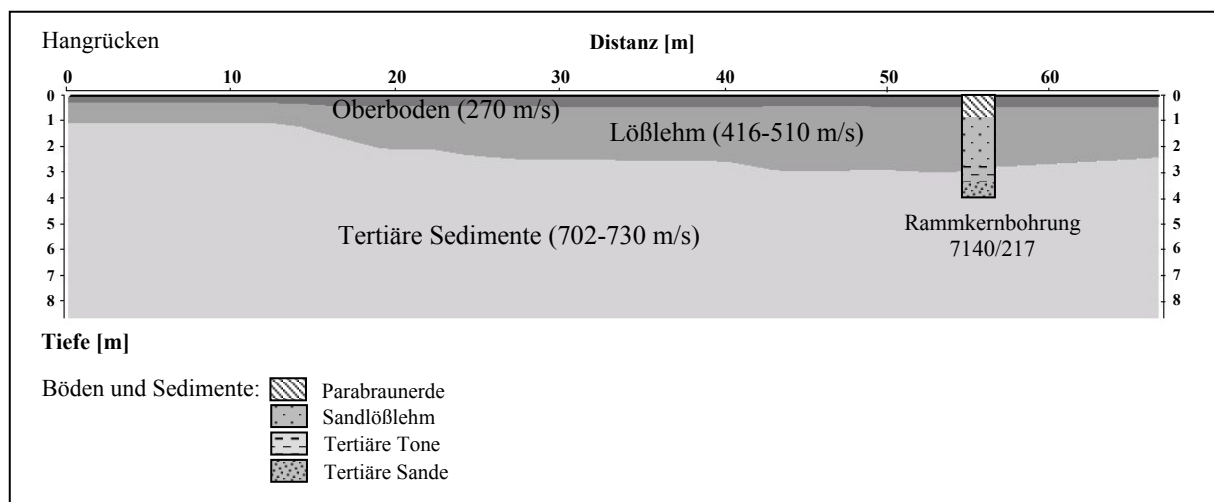 Hangrücken
Distanz [m]
0 10 20 30 40 50 60
0 0
1 1
2 2
3 3
4 4
5 5
6 6
7 7
8 8
Oberboden (270 m/s)
Lößlehm (416-510 m/s)
Tertiäre Sedimente (702-730 m/s)
Rammkernbohrung
7140/217
Tiefe [m]
Böden und Sedimente:
Parabraunerde
Sandlößlehm
Tertiäre Tone
Tertiäre Sande